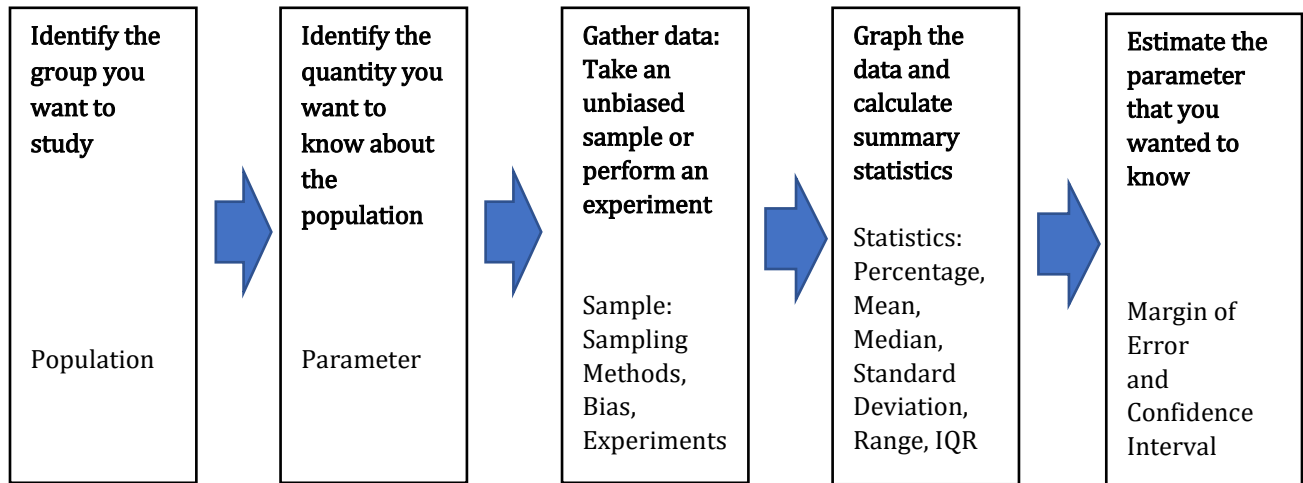 Identify the
group you
want to
study
Population
Identify the
quantity you
want to
know about
the
population
Parameter
Gather data:
Take an
unbiased
sample or
perform an
experiment
Sample:
Sampling
Methods,
Bias,
Experiments
Graph the
data and
calculate
summary
statistics
Statistics:
Percentage,
Mean,
Median,
Standard
Deviation,
Range, IQR
Estimate the
parameter
that you
wanted to
know
Margin of
Error
and
Confidence
Interval